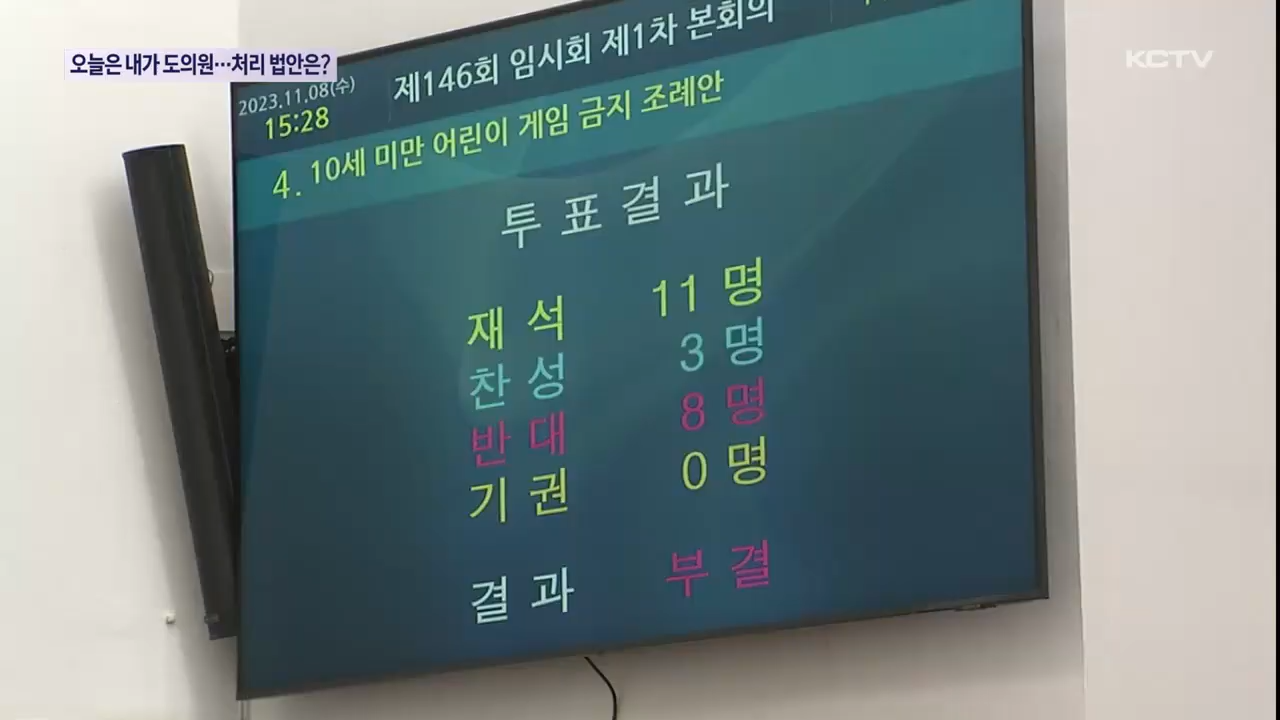 오늘은 내가 도의원…처리 법안은?
KCTV
2023.11.08(수)
15:28
제146회 임시회 제1차 본회의
4. 10세 미만 어린이 게임 금지 조례안
투표결과
재석 11명
찬성 3명
반대 8명
기권 0명
결과 부결